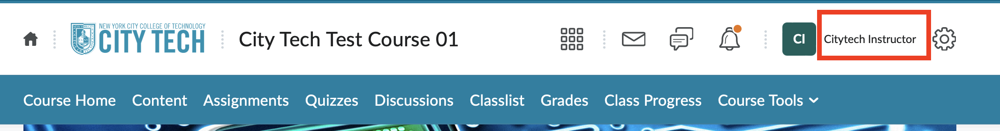 NEW YORK CITY COLLEGE OF TECHNOLOGY
CITY TECH
City Tech Test Course 01
CI
Citytech Instructor
Course Home
Content
Assignments
Quizzes
Discussions
Classlist
Grades
Class Progress
Course Tools